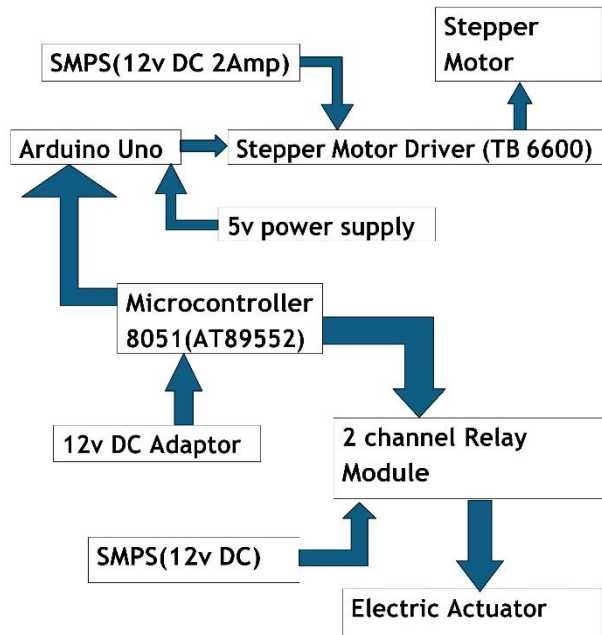 Stepper
Motor
SMPS(12v DC 2Amp)
Arduino Uno
Stepper Motor Driver (TB 6600)
5v power supply
Microcontroller
8051(AT89552)
12v DC Adaptor
2 channel Relay
Module
SMPS(12v DC)
Electric Actuator